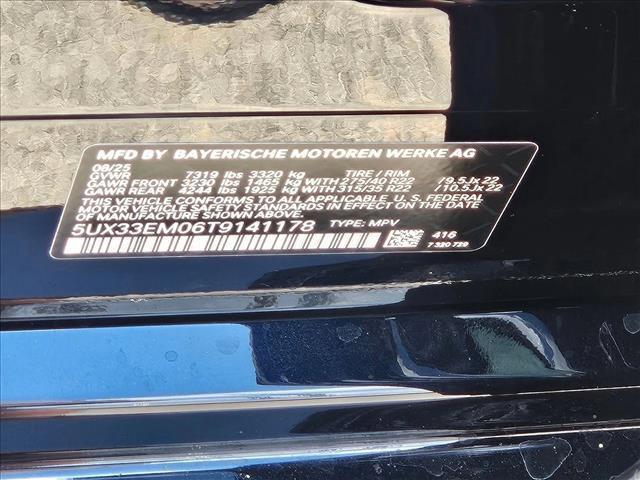 MFD BY BAYERISCHE MOTOREN WERKE AG
08/25 TIRE / RIM
GVWR 7319 lbs 3320 kg
GAWR FRONT 3230 lbs 1465 kg WITH 275/40 R22 /9.5Jx22
GAWR REAR 4244 lbs 1925 kg WITH 315/35 R22 /10.5Jx22
THIS VEHICLE CONFORMS TO ALL APPLICABLE U.S. FEDERAL
MOTOR VEHICLE SAFETY STANDARDS IN EFFECT ON THE DATE
OF MANUFACTURE SHOWN ABOVE.
5UX33EM06T9141178 TYPE: MPV
416
7 320 729